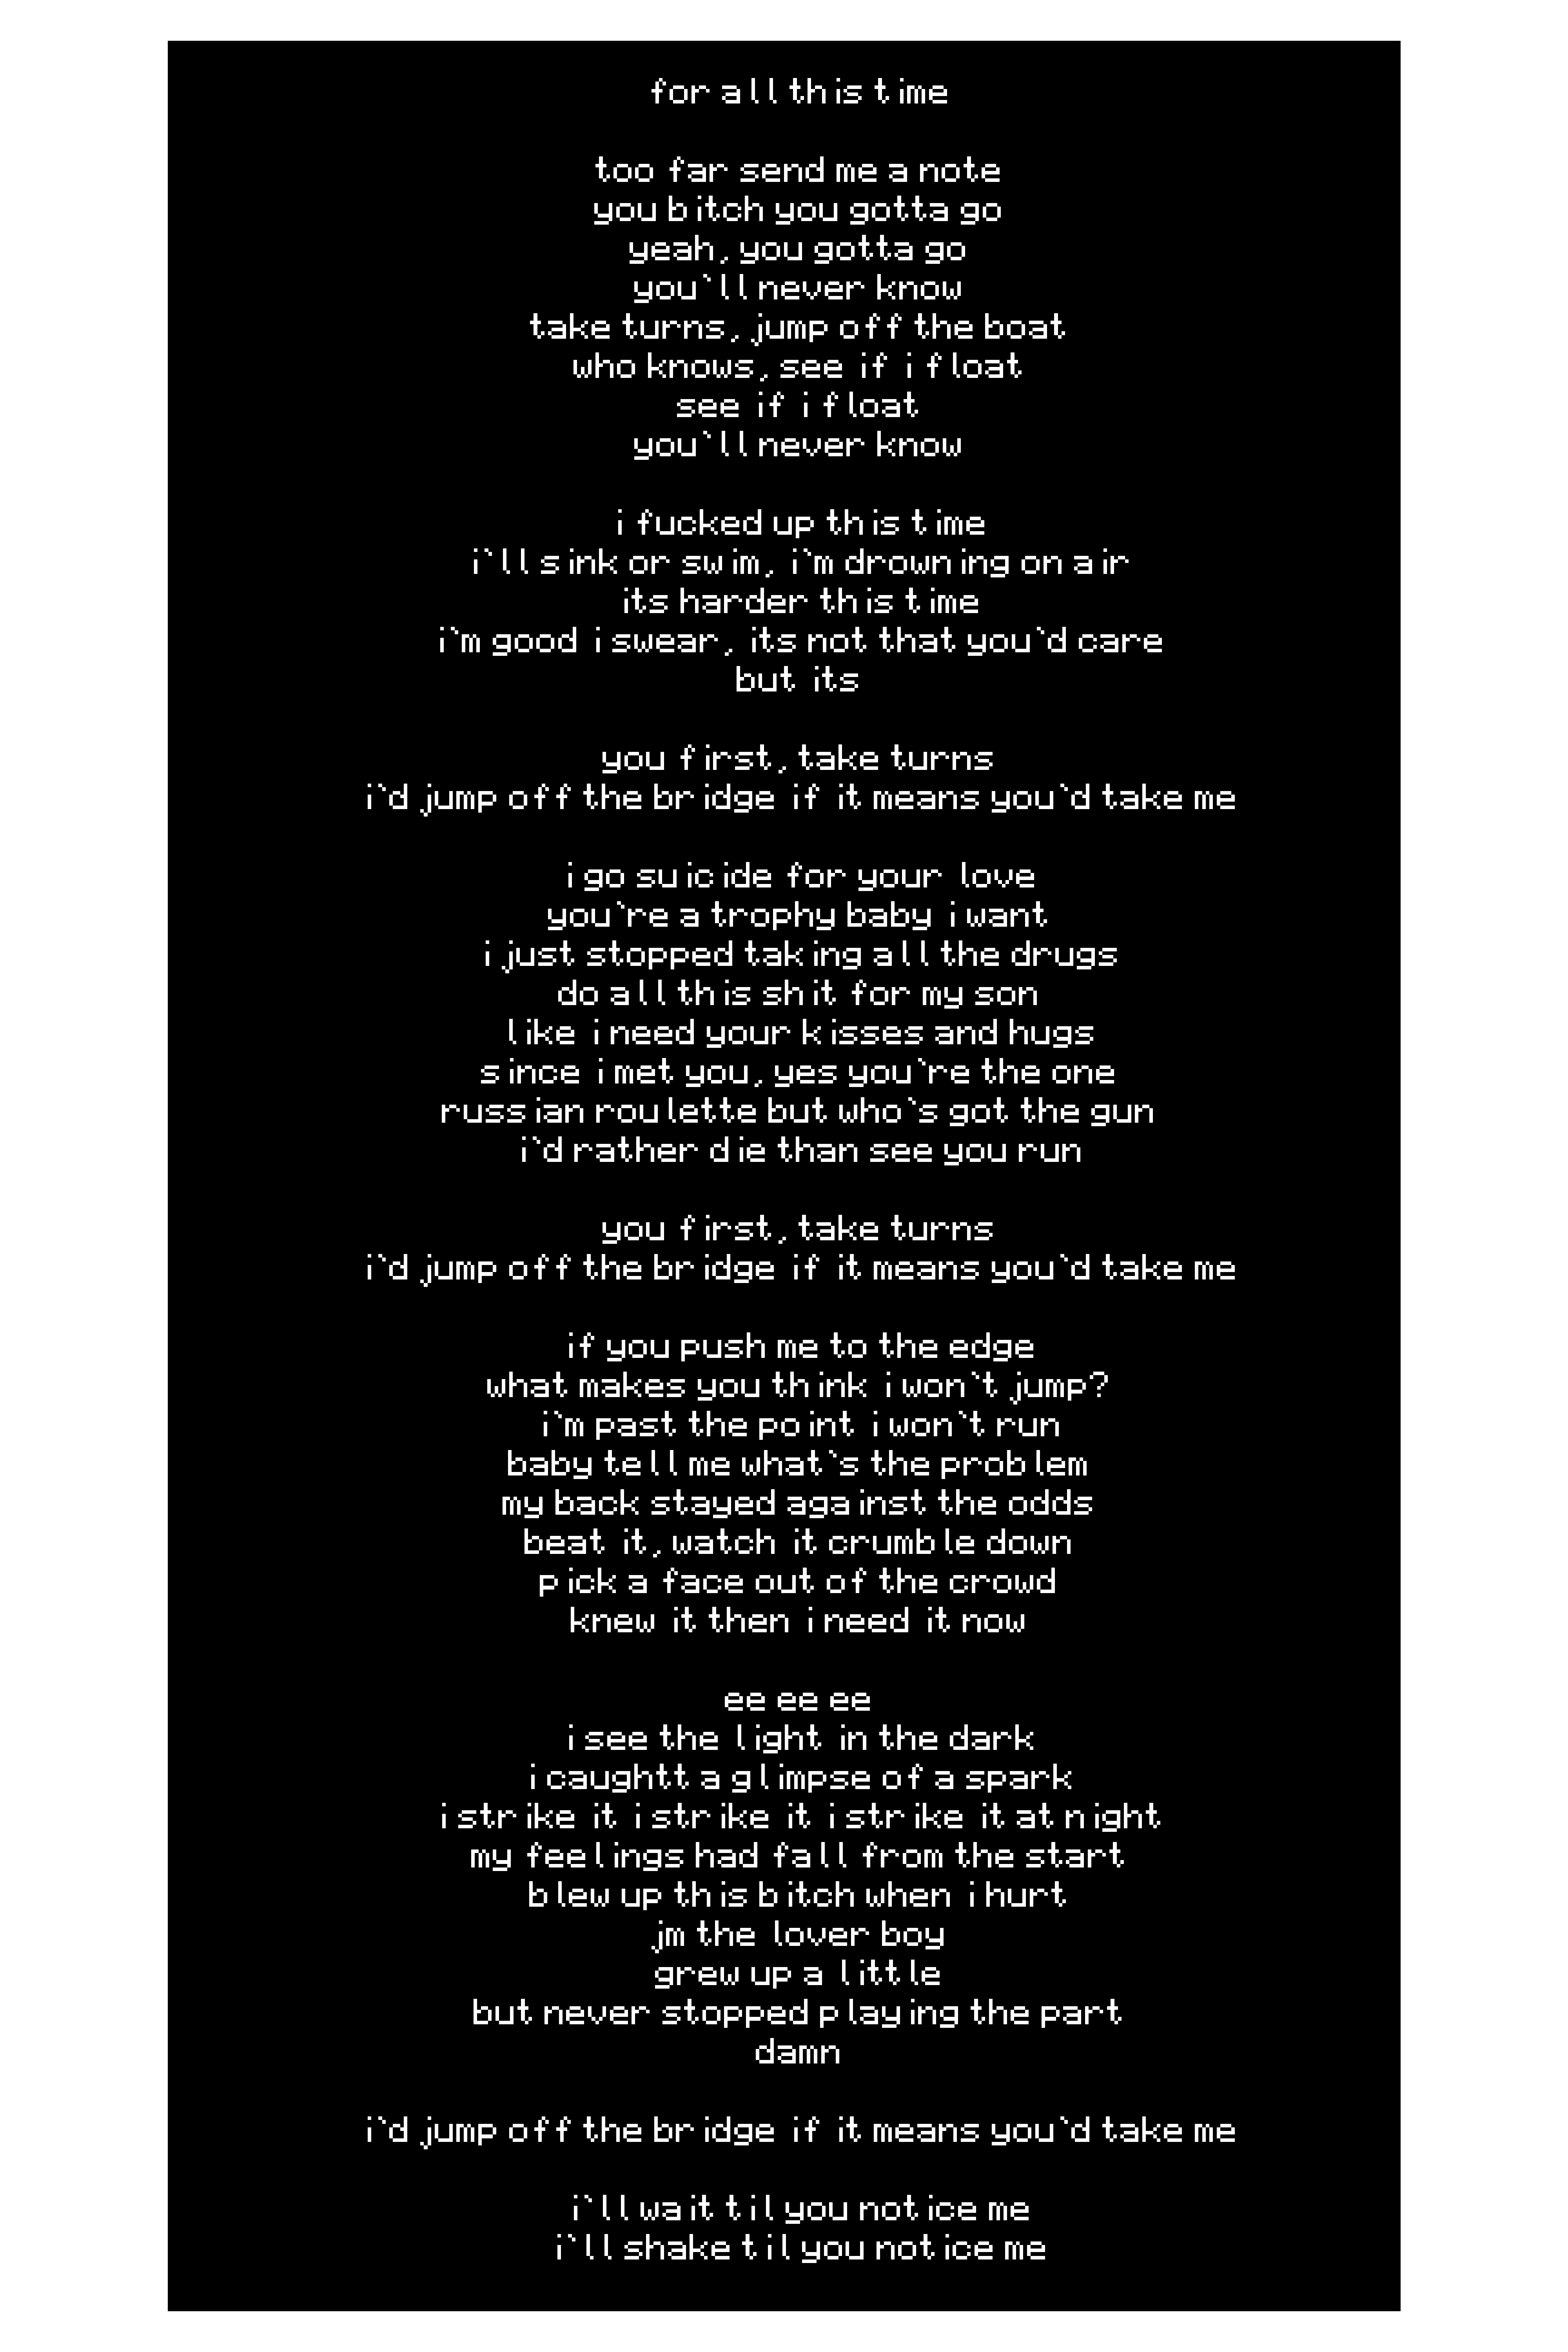 for all this time
too far send me a note
you bitch you gotta go
yeah, you gotta go
you`ll never know
take turns, jump off the boat
who knows, see if i float
see if i float
you`ll never know
i fucked up this time
i`ll sink or swim, i`m drowning on air
its harder this time
i`m good i swear, its not that you`d care
but its
you first, take turns
i`d jump off the bridge if it means you`d take me
i go suicide for your love
you`re a trophy baby i want
i just stopped taking all the drugs
do all this shit for my son
like i need your kisses and hugs
since i met you, yes you`re the one
russian roulette but who`s got the gun
i`d rather die than see you run
you first, take turns
i`d jump off the bridge if it means you`d take me
if you push me to the edge
what makes you think i won`t jump?
i`m past the point i won`t run
baby tell me what`s the problem
my back stayed against the odds
beat it, watch it crumble down
pick a face out of the crowd
knew it then i need it now
ee ee ee
i see the light in the dark
i caughtt a glimpse of a spark
i strike it i strike it i strike it at night
my feelings had fall from the start
blew up this bitch when i hurt
jm the lover boy
grew up a little
but never stopped playing the part
damn
i`d jump off the bridge if it means you`d take me
i`ll wait til you notice me
i`ll shake til you notice me